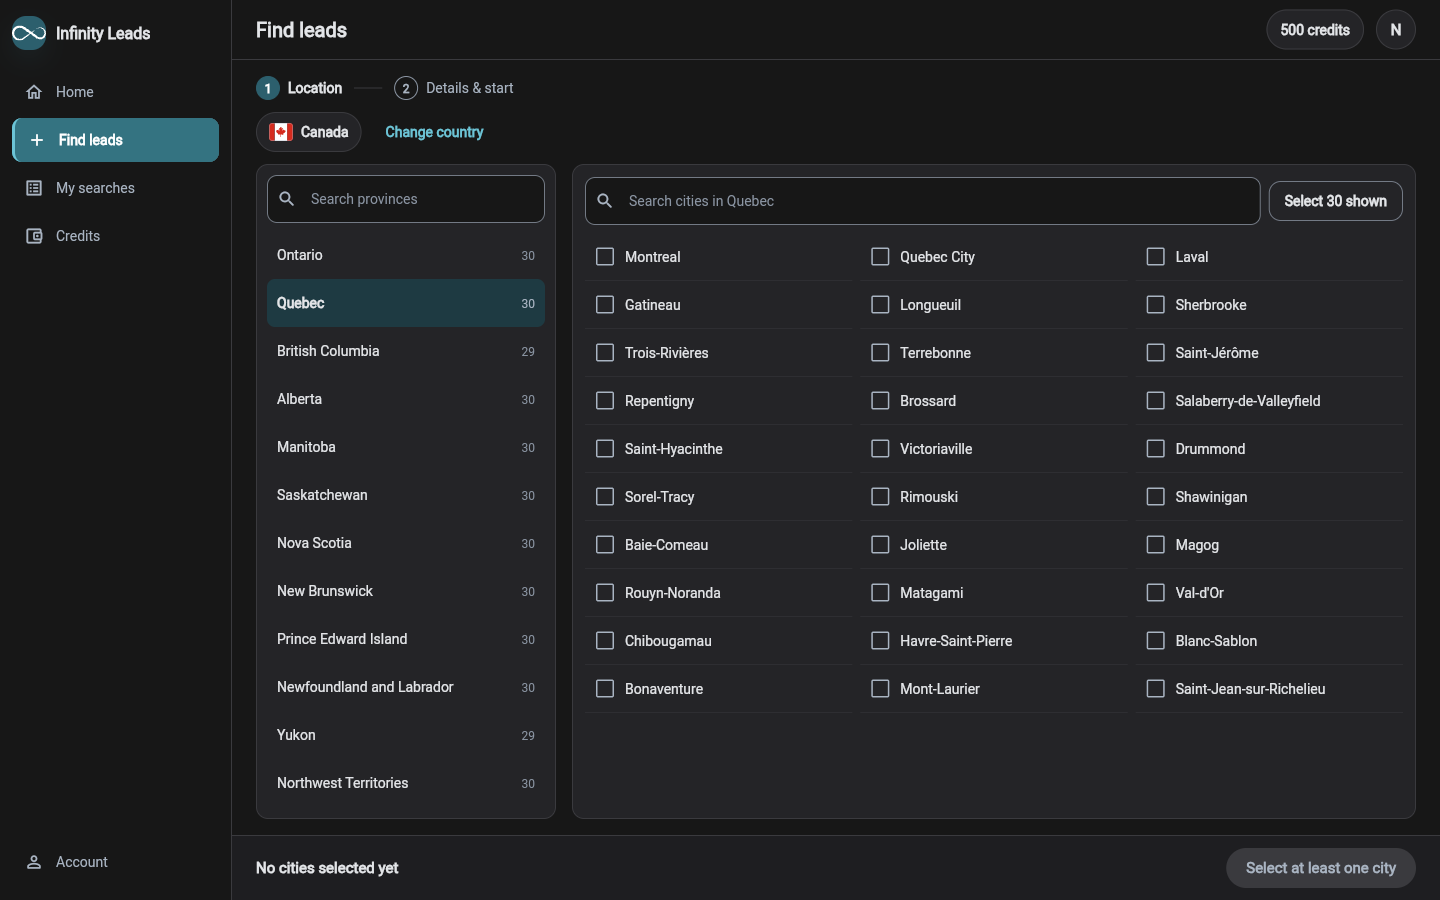 Infinity Leads
Home
Find leads
My searches
Credits
Account
Find leads
500 credits
N
1 Location
2 Details & start
Canada
Change country
Search provinces
Ontario 30
Quebec 30
British Columbia 29
Alberta 30
Manitoba 30
Saskatchewan 30
Nova Scotia 30
New Brunswick 30
Prince Edward Island 30
Newfoundland and Labrador 30
Yukon 29
Northwest Territories 30
Search cities in Quebec
Select 30 shown
Montreal Quebec City Laval
Gatineau Longueuil Sherbrooke
Trois-Rivières Terrebonne Saint-Jérôme
Repentigny Brossard Salaberry-de-Valleyfield
Saint-Hyacinthe Victoriaville Drummond
Sorel-Tracy Rimouski Shawinigan
Baie-Comeau Joliette Magog
Rouyn-Noranda Matagami Val-d'Or
Chibougamau Havre-Saint-Pierre Blanc-Sablon
Bonaventure Mont-Laurier Saint-Jean-sur-Richelieu
No cities selected yet
Select at least one city